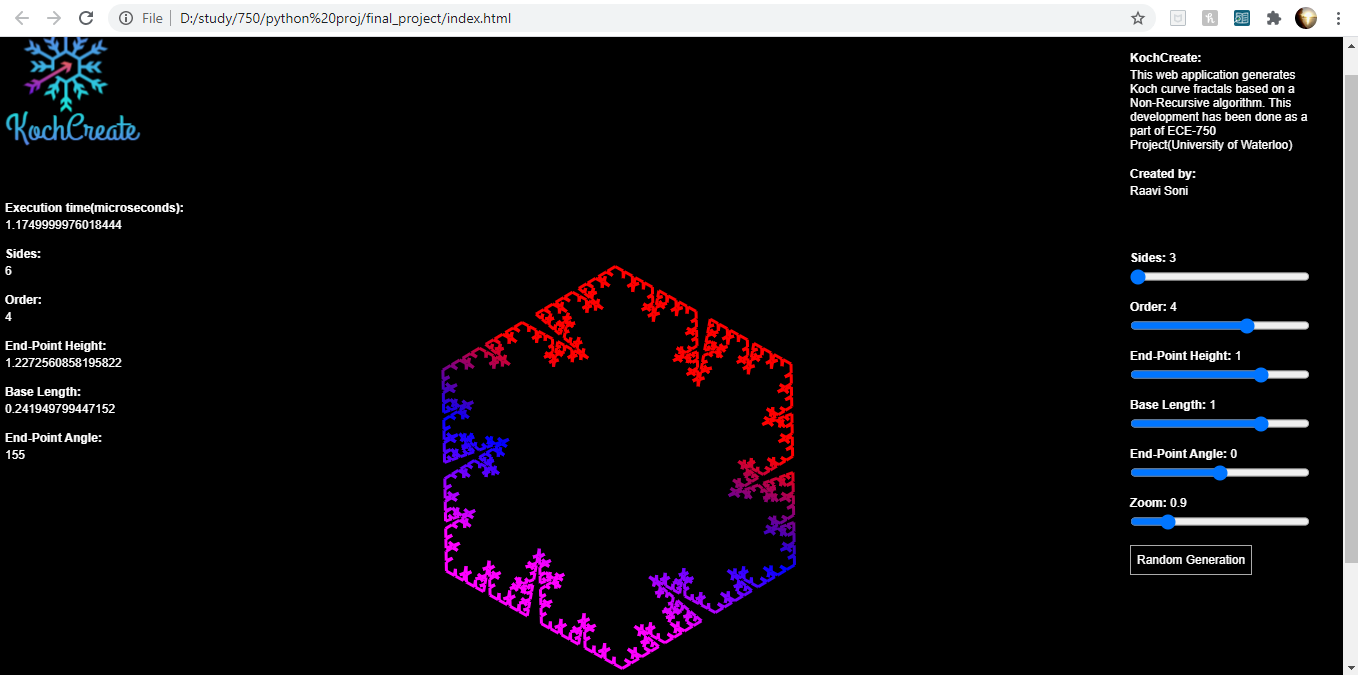 File
D:/study/750/python%20proj/final_project/index.html
KochCreate
Execution time(microseconds):
1.1749999976018444
Sides:
6
Order:
4
End-Point Height:
1.2272560858195822
Base Length:
0.241949799447152
End-Point Angle:
155
KochCreate:
This web application generates
Koch curve fractals based on a
Non-Recursive algorithm. This
development has been done as a
part of ECE-750
Project(University of Waterloo)
Created by:
Raavi Soni
Sides: 3
Order: 4
End-Point Height: 1
Base Length: 1
End-Point Angle: 0
Zoom: 0.9
Random Generation